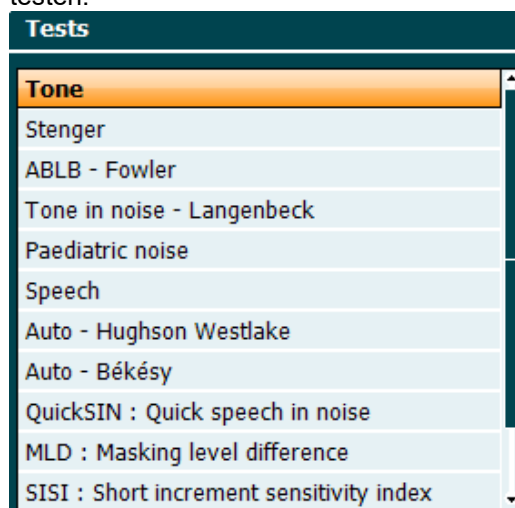 testen.
Tests
Tone
Stenger
ABLB - Fowler
Tone in noise - Langenbeck
Paediatric noise
Speech
Auto - Hughson Westlake
Auto - Békésy
QuickSIN : Quick speech in noise
MLD : Masking level difference
SISI : Short increment sensitivity index